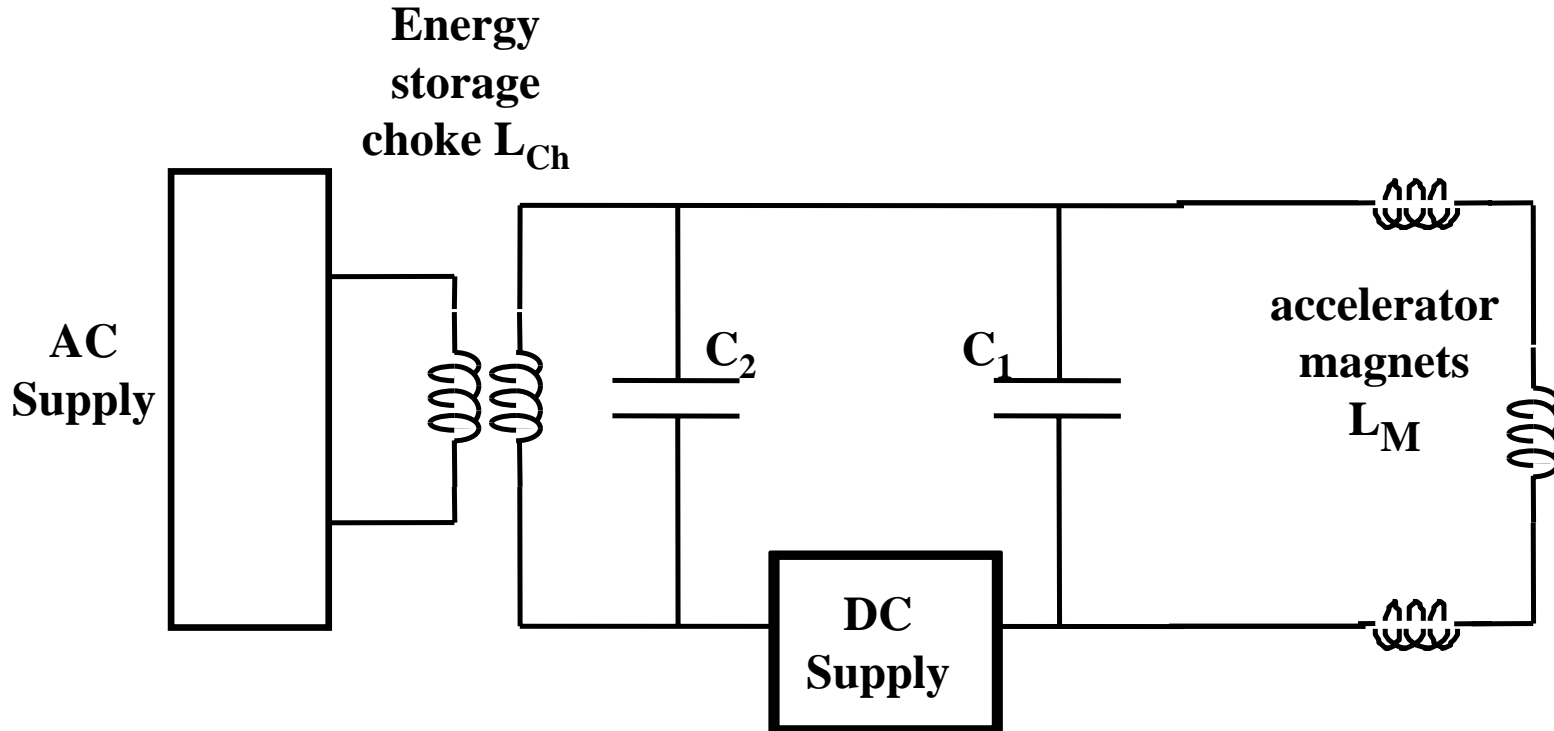 Energy
storage
choke L_Ch
AC
Supply
C_2
C_1
accelerator
magnets
L_M
DC
Supply